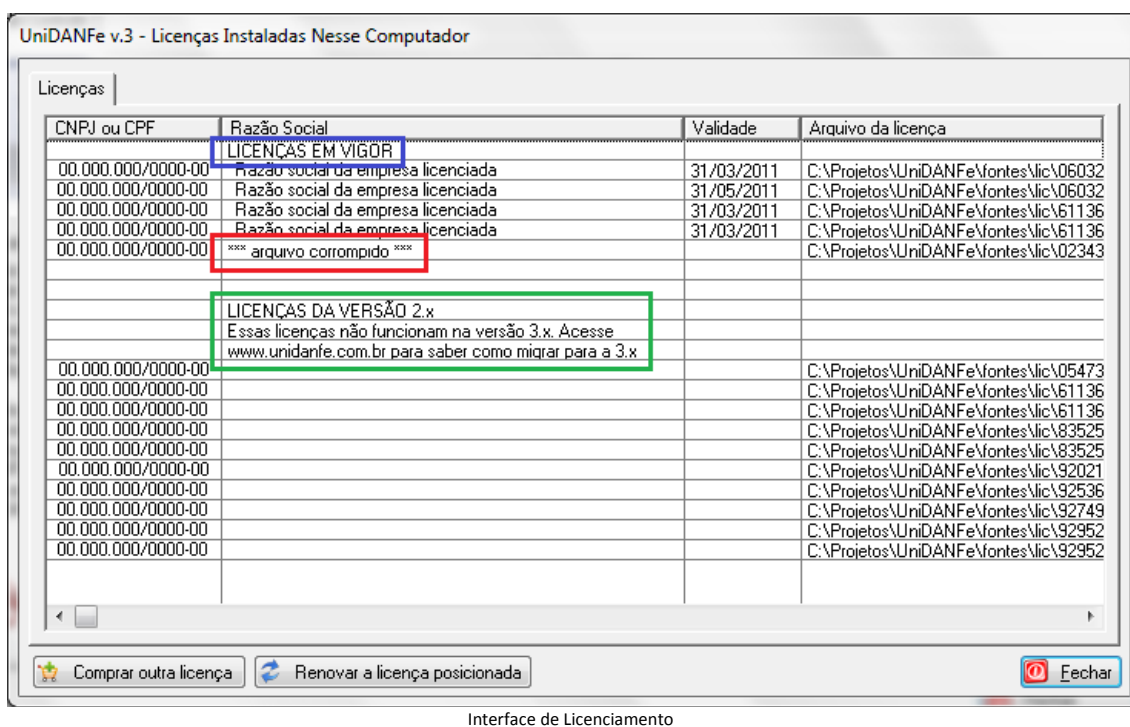 UniDANFe v.3 - Licenças Instaladas Nesse Computador
Licenças
CNPJ ou CPF Razão Social Validade Arquivo da licença
LICENÇAS EM VIGOR
00.000.000/0000-00 Razão social da empresa licenciada 31/03/2011 C:\Projetos\UniDANFe\fontes\lic\06032
00.000.000/0000-00 Razão social da empresa licenciada 31/05/2011 C:\Projetos\UniDANFe\fontes\lic\06032
00.000.000/0000-00 Razão social da empresa licenciada 31/03/2011 C:\Projetos\UniDANFe\fontes\lic\61136
00.000.000/0000-00 Razão social da empresa licenciada 31/03/2011 C:\Projetos\UniDANFe\fontes\lic\61136
00.000.000/0000-00 *** arquivo corrompido *** C:\Projetos\UniDANFe\fontes\lic\02343
LICENÇAS DA VERSÃO 2.x
Essas licenças não funcionam na versão 3.x. Acesse
www.unidanfe.com.br para saber como migrar para a 3.x
00.000.000/0000-00 C:\Projetos\UniDANFe\fontes\lic\05473
00.000.000/0000-00 C:\Projetos\UniDANFe\fontes\lic\61136
00.000.000/0000-00 C:\Projetos\UniDANFe\fontes\lic\61136
00.000.000/0000-00 C:\Projetos\UniDANFe\fontes\lic\83525
00.000.000/0000-00 C:\Projetos\UniDANFe\fontes\lic\83525
00.000.000/0000-00 C:\Projetos\UniDANFe\fontes\lic\92021
00.000.000/0000-00 C:\Projetos\UniDANFe\fontes\lic\92536
00.000.000/0000-00 C:\Projetos\UniDANFe\fontes\lic\92749
00.000.000/0000-00 C:\Projetos\UniDANFe\fontes\lic\92952
00.000.000/0000-00 C:\Projetos\UniDANFe\fontes\lic\92952
Comprar outra licença Renovar a licença posicionada Fechar
Interface de Licenciamento